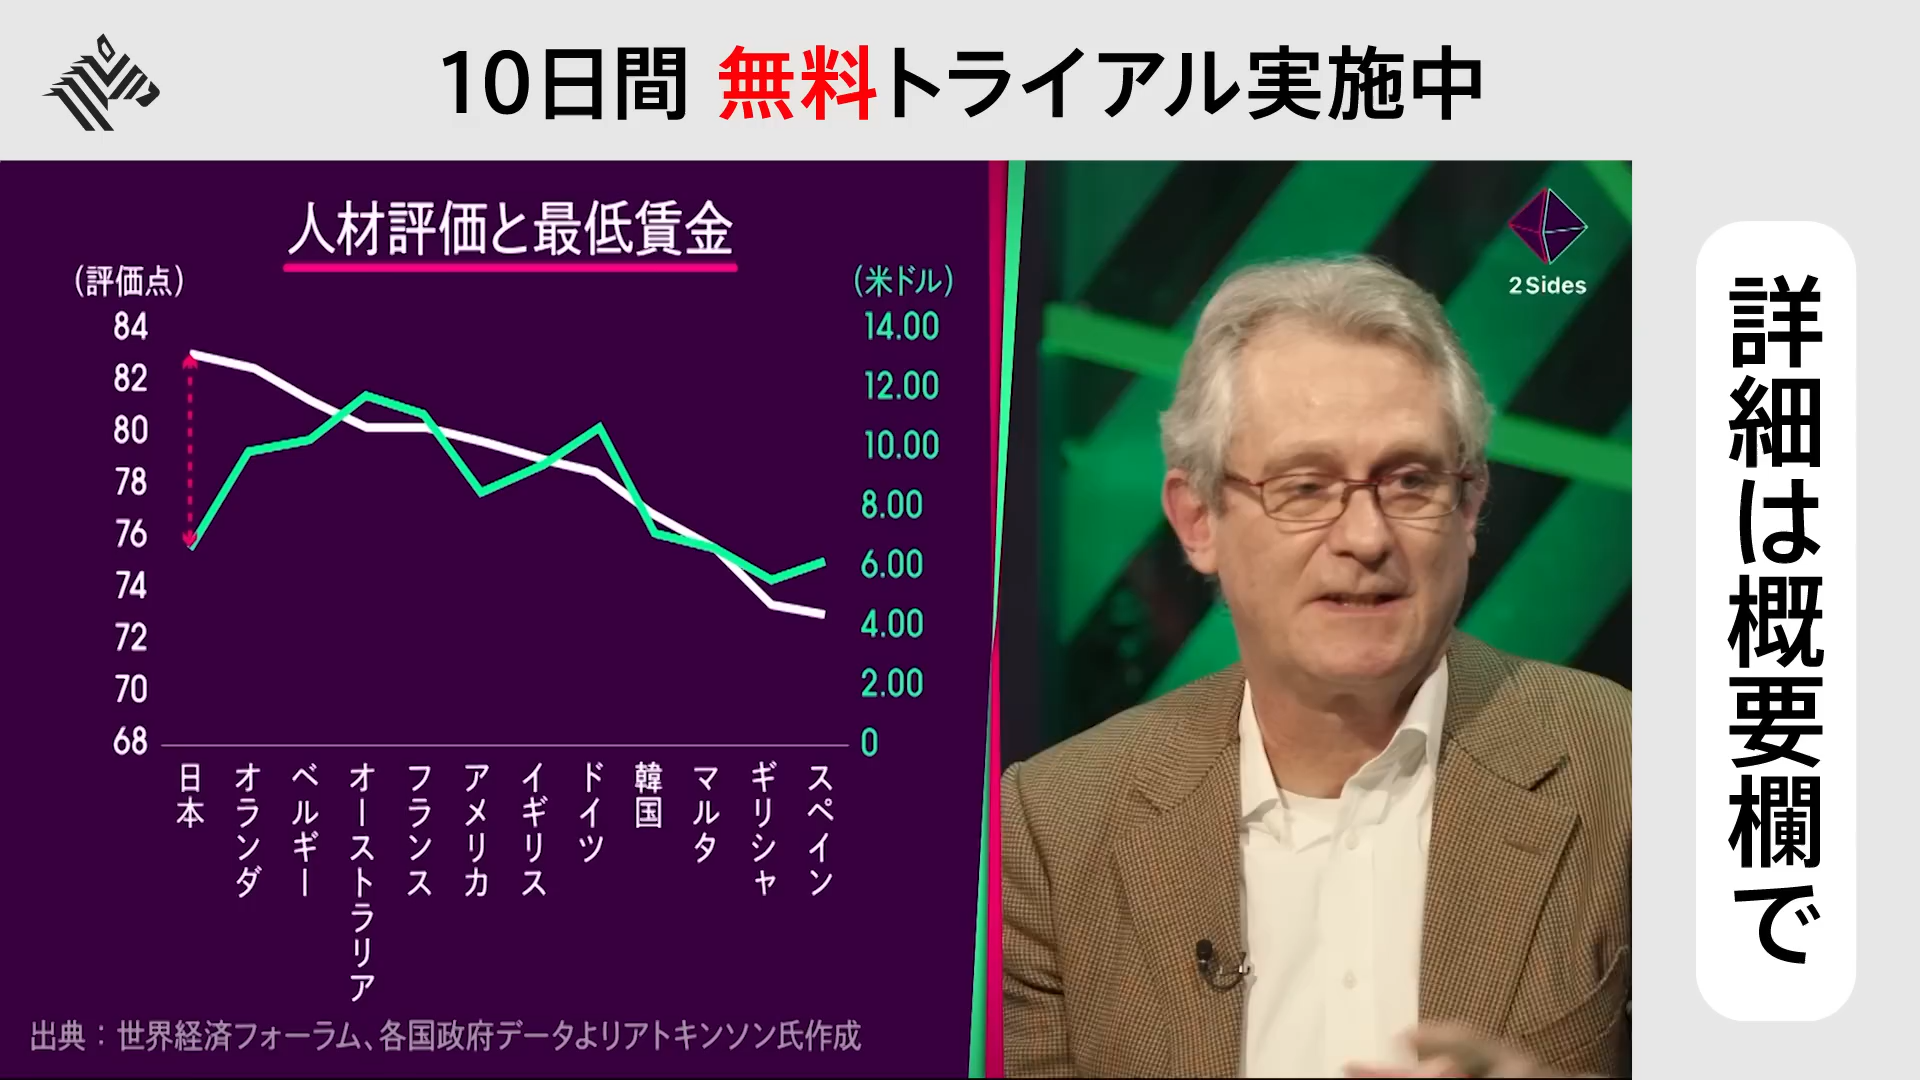 10日間 無料トライアル実施中
人材評価と最低賃金
（評価点）
（米ドル）
84
82
80
78
76
74
72
70
68
14.00
12.00
10.00
8.00
6.00
4.00
2.00
0
日本
オランダ
ベルギー
オーストラリア
フランス
アメリカ
イギリス
ドイツ
韓国
マルタ
ギリシャ
スペイン
出典：世界経済フォーラム、各国政府データよりアトキンソン氏作成
2 Sides
詳細は概要欄で